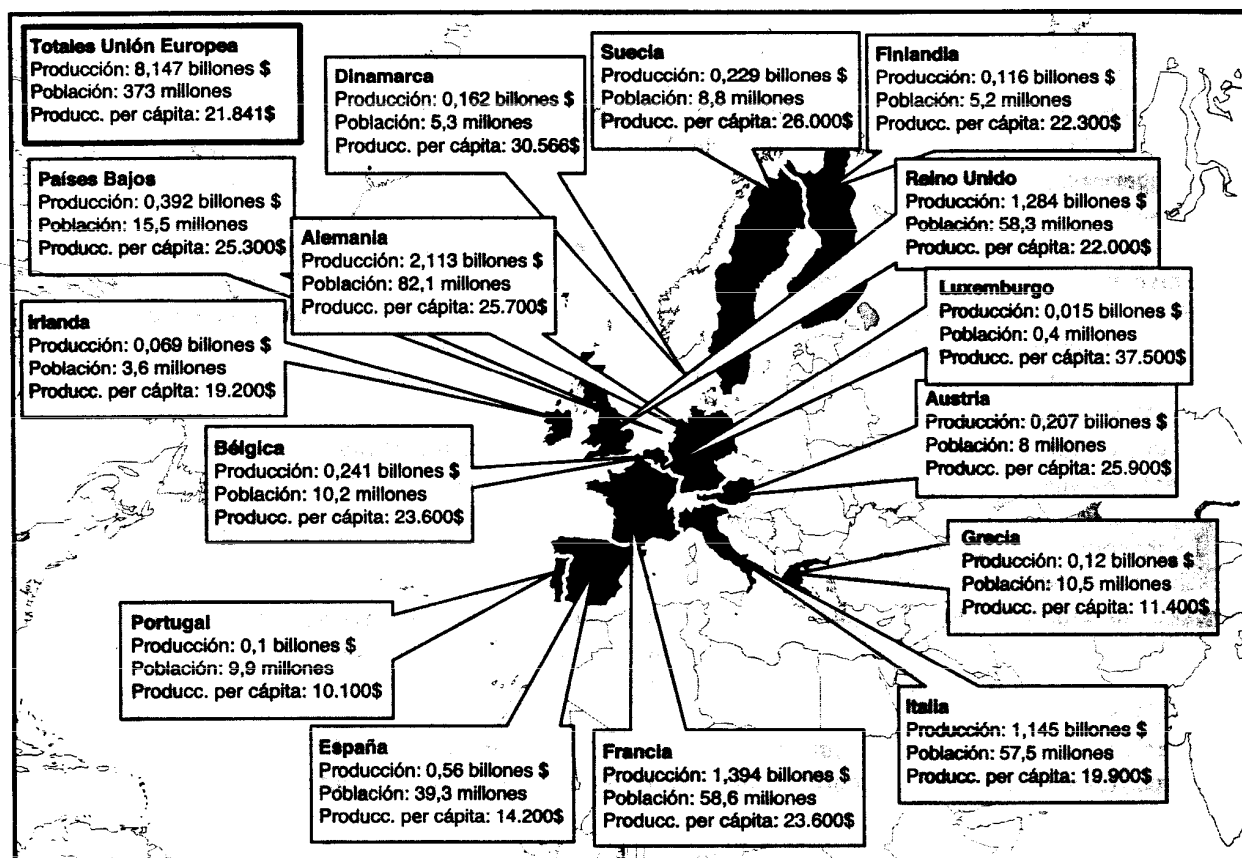 Totales Unión Europea
Producción: 8,147 billones $
Población: 373 millones
Producc. per cápita: 21.841$
Dinamarca
Producción: 0,162 billones $
Población: 5,3 millones
Producc. per cápita: 30.566$
Suecia
Producción: 0,229 billones $
Población: 8,8 millones
Producc. per cápita: 26.000$
Finlandia
Producción: 0,116 billones $
Población: 5,2 millones
Producc. per cápita: 22.300$
Países Bajos
Producción: 0,392 billones $
Población: 15,5 millones
Producc. per cápita: 25.300$
Alemania
Producción: 2,113 billones $
Población: 82,1 millones
Producc. per cápita: 25.700$
Reino Unido
Producción: 1,284 billones $
Población: 58,3 millones
Producc. per cápita: 22.000$
Irlanda
Producción: 0,069 billones $
Población: 3,6 millones
Producc. per cápita: 19.200$
Luxemburgo
Producción: 0,015 billones $
Población: 0,4 millones
Producc. per cápita: 37.500$
Bélgica
Producción: 0,241 billones $
Población: 10,2 millones
Producc. per cápita: 23.600$
Austria
Producción: 0,207 billones $
Población: 8 millones
Producc. per cápita: 25.900$
Grecia
Producción: 0,12 billones $
Población: 10,5 millones
Producc. per cápita: 11.400$
Portugal
Producción: 0,1 billones $
Población: 9,9 millones
Producc. per cápita: 10.100$
España
Producción: 0,56 billones $
Población: 39,3 millones
Producc. per cápita: 14.200$
Francia
Producción: 1,394 billones $
Población: 58,6 millones
Producc. per cápita: 23.600$
Italia
Producción: 1,145 billones $
Población: 57,5 millones
Producc. per cápita: 19.900$